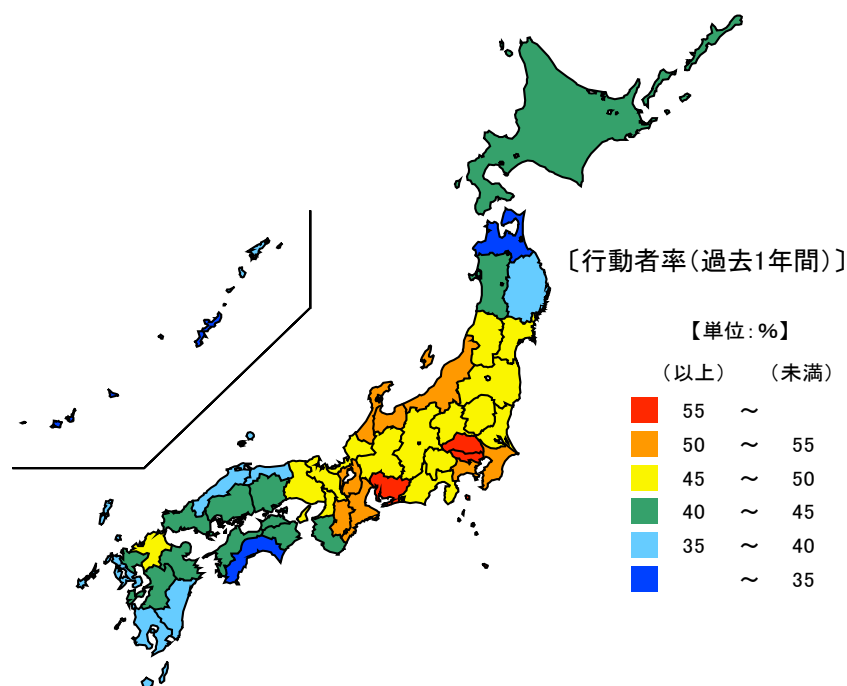 〔行動者率(過去1年間)〕
【単位:%】
(以上) (未満)
55 ～
50 ～ 55
45 ～ 50
40 ～ 45
35 ～ 40
～ 35